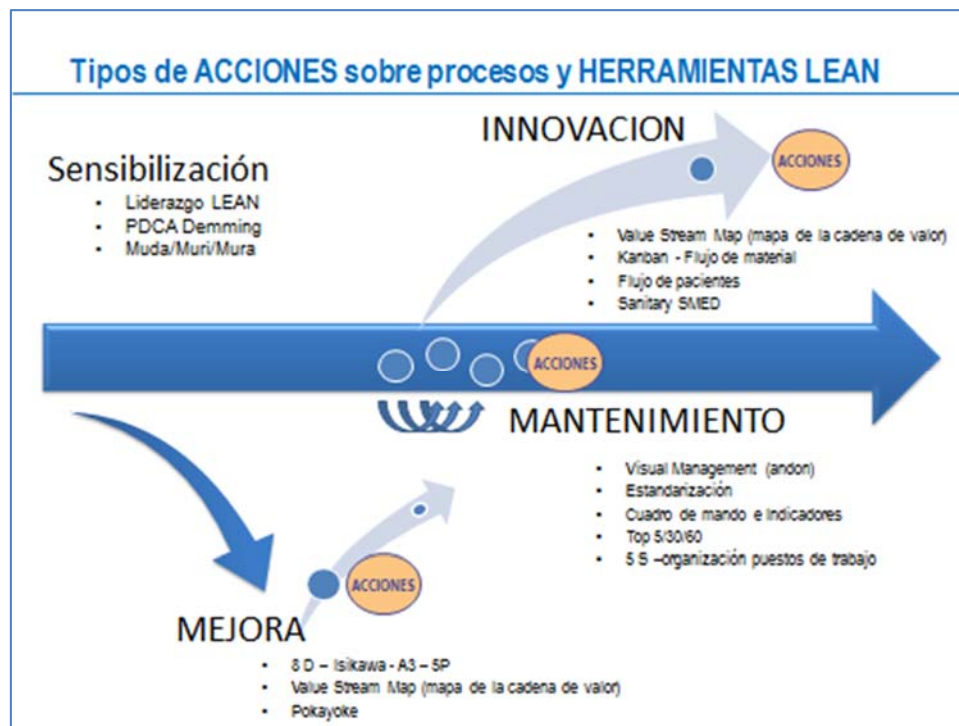 Tipos de ACCIONES sobre procesos y HERRAMIENTAS LEAN
INNOVACION
ACCIONES
Sensibilización
• Liderazgo LEAN
• PDCA Demming
• Muda/Muri/Mura
• Value Stream Map (mapa de la cadena de valor)
• Kanban - Flujo de material
• Flujo de pacientes
• Sanitary SMED
ACCIONES
MANTENIMIENTO
• Visual Management (andon)
• Estandarización
• Cuadro de mando e Indicadores
• Top 5/30/60
• 5 S –organización puestos de trabajo
ACCIONES
MEJORA
• 8 D – Isikawa - A3 – 5P
• Value Stream Map (mapa de la cadena de valor)
• Pokayoke